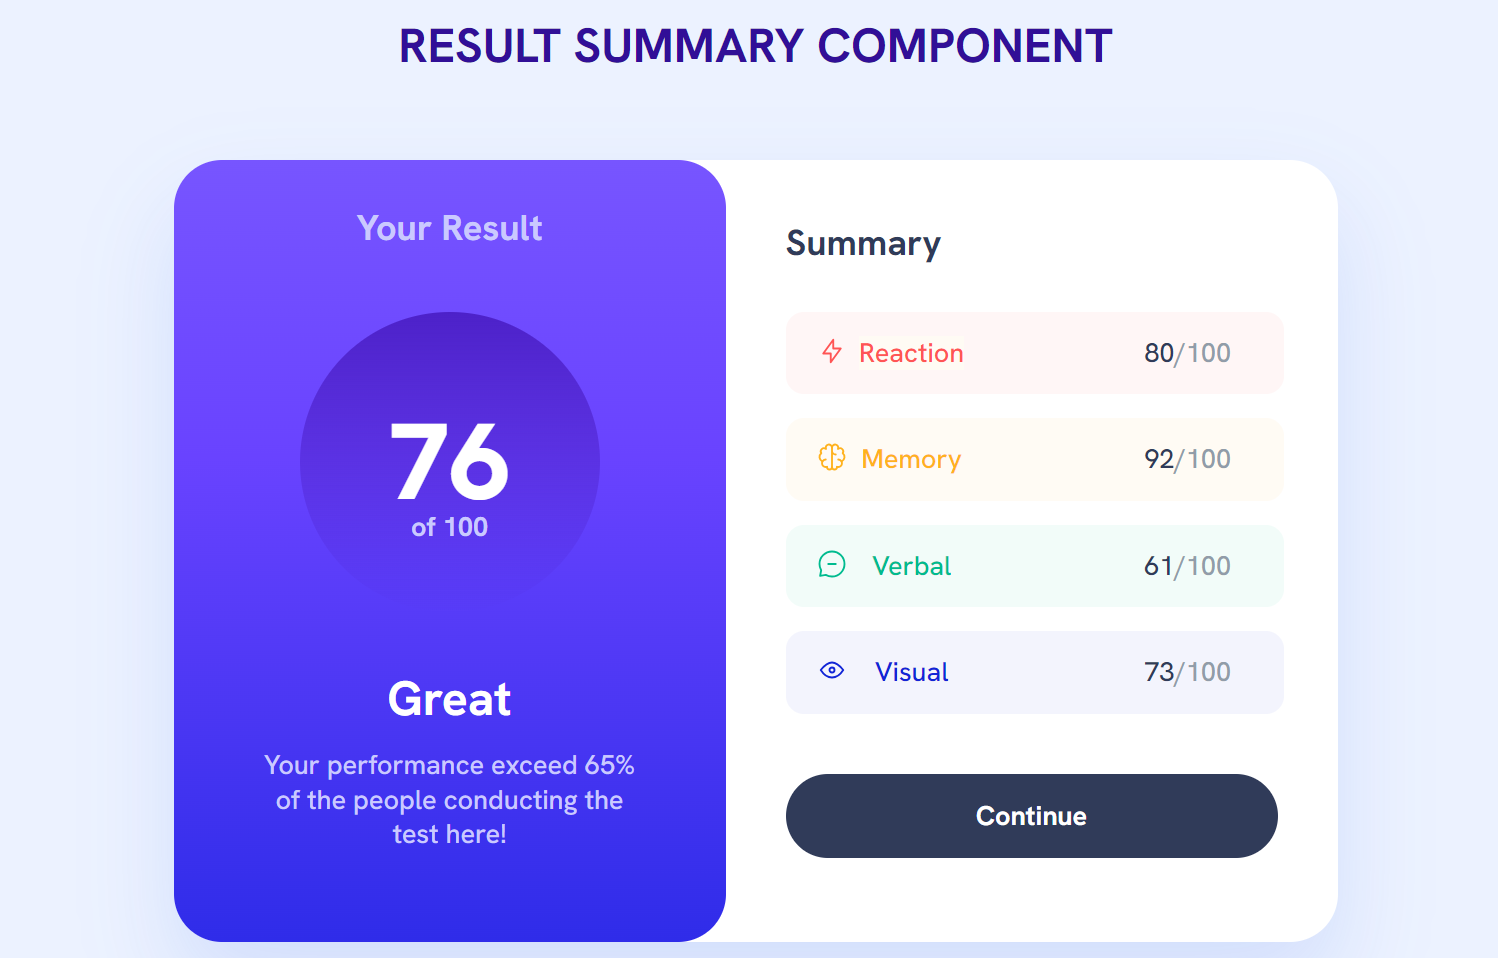 RESULT SUMMARY COMPONENT
Your Result
76
of 100
Great
Your performance exceed 65%
of the people conducting the
test here!
Summary
Reaction 80/100
Memory 92/100
Verbal 61/100
Visual 73/100
Continue